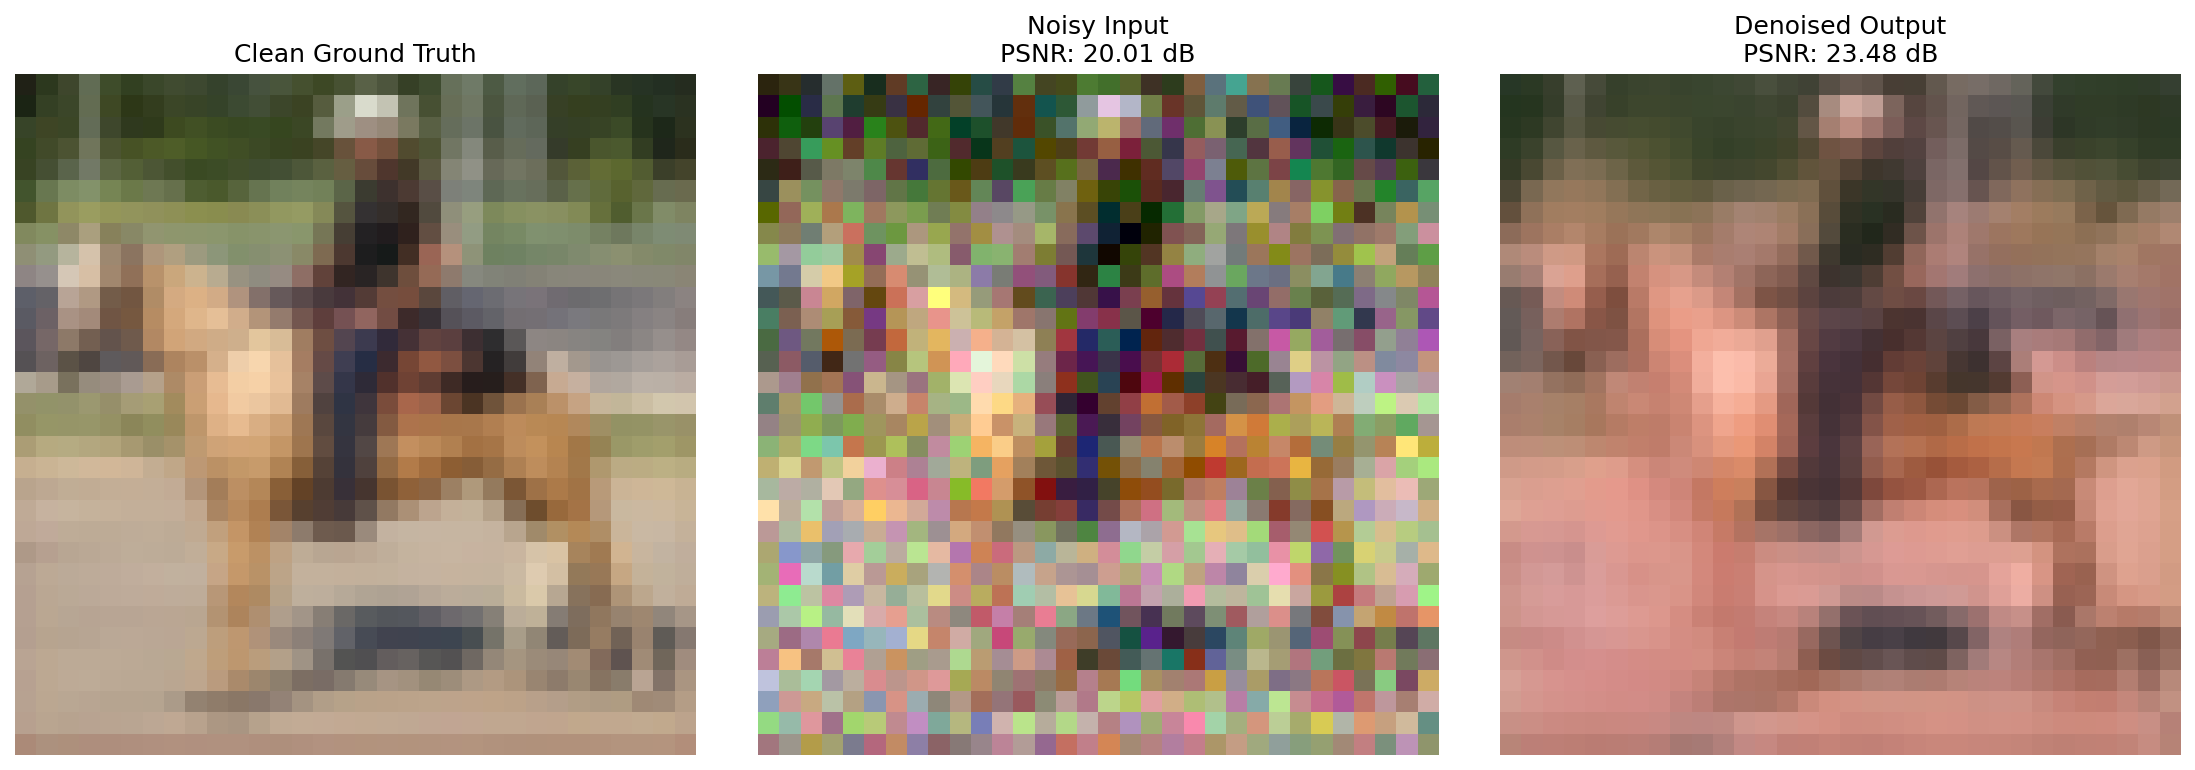 Clean Ground Truth
Noisy Input
PSNR: 20.01 dB
Denoised Output
PSNR: 23.48 dB